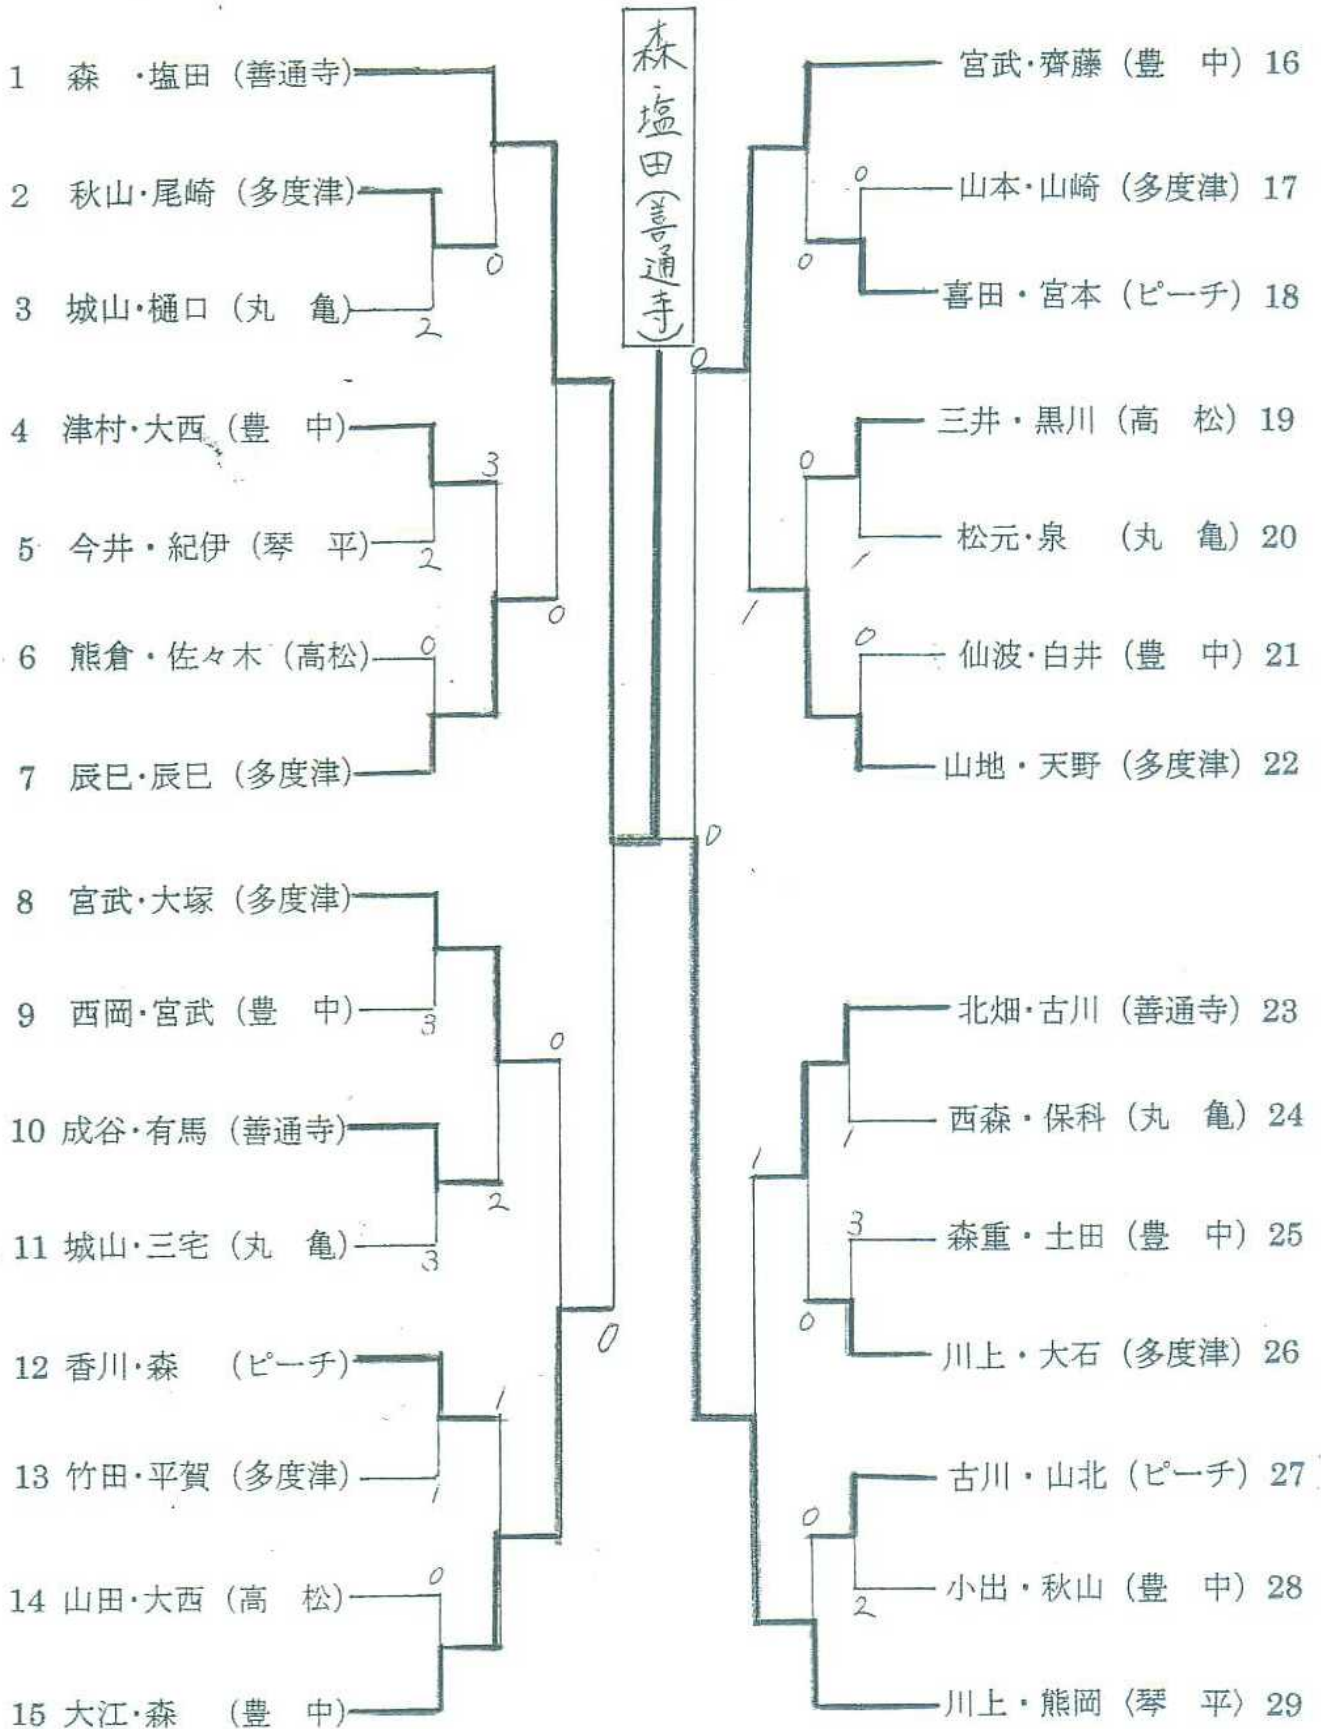 森・塩田(善通寺)
1 森 ・塩田 (善通寺)
2 秋山・尾崎 (多度津)
0
3 城山・樋口 (丸 亀)
2
4 津村・大西 (豊 中)
3
5 今井・紀伊 (琴 平)
2
0
6 熊倉・佐々木 (高松)
0
7 辰巳・辰巳 (多度津)
8 宮武・大塚 (多度津)
9 西岡・宮武 (豊 中)
3
0
10 成谷・有馬 (善通寺)
2
11 城山・三宅 (丸 亀)
3
0
12 香川・森 (ピーチ)
1
13 竹田・平賀 (多度津)
1
14 山田・大西 (高 松)
0
15 大江・森 (豊 中)
宮武・齊藤 (豊 中) 16
0
山本・山崎 (多度津) 17
0
喜田・宮本 (ピーチ) 18
0
三井・黒川 (高 松) 19
0
松元・泉 (丸 亀) 20
1
1
0
仙波・白井 (豊 中) 21
山地・天野 (多度津) 22
0
北畑・古川 (善通寺) 23
西森・保科 (丸 亀) 24
1
1
3
森重・土田 (豊 中) 25
0
川上・大石 (多度津) 26
古川・山北 (ピーチ) 27
0
小出・秋山 (豊 中) 28
2
川上・熊岡 〈琴 平〉 29